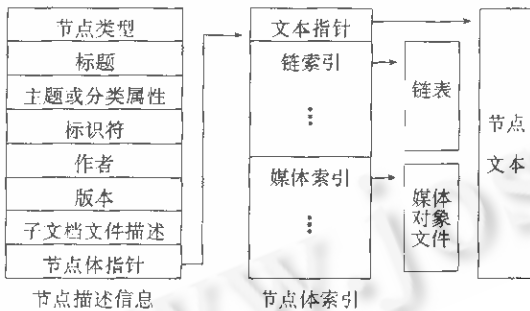 节点类型
标题
主题或分类属性
标识符
作者
版本
子文档文件描述
节点体指针
节点描述信息
文本指针
链索引
媒体索引
节点体索引
链表
媒体
对象
文件
节点
文本